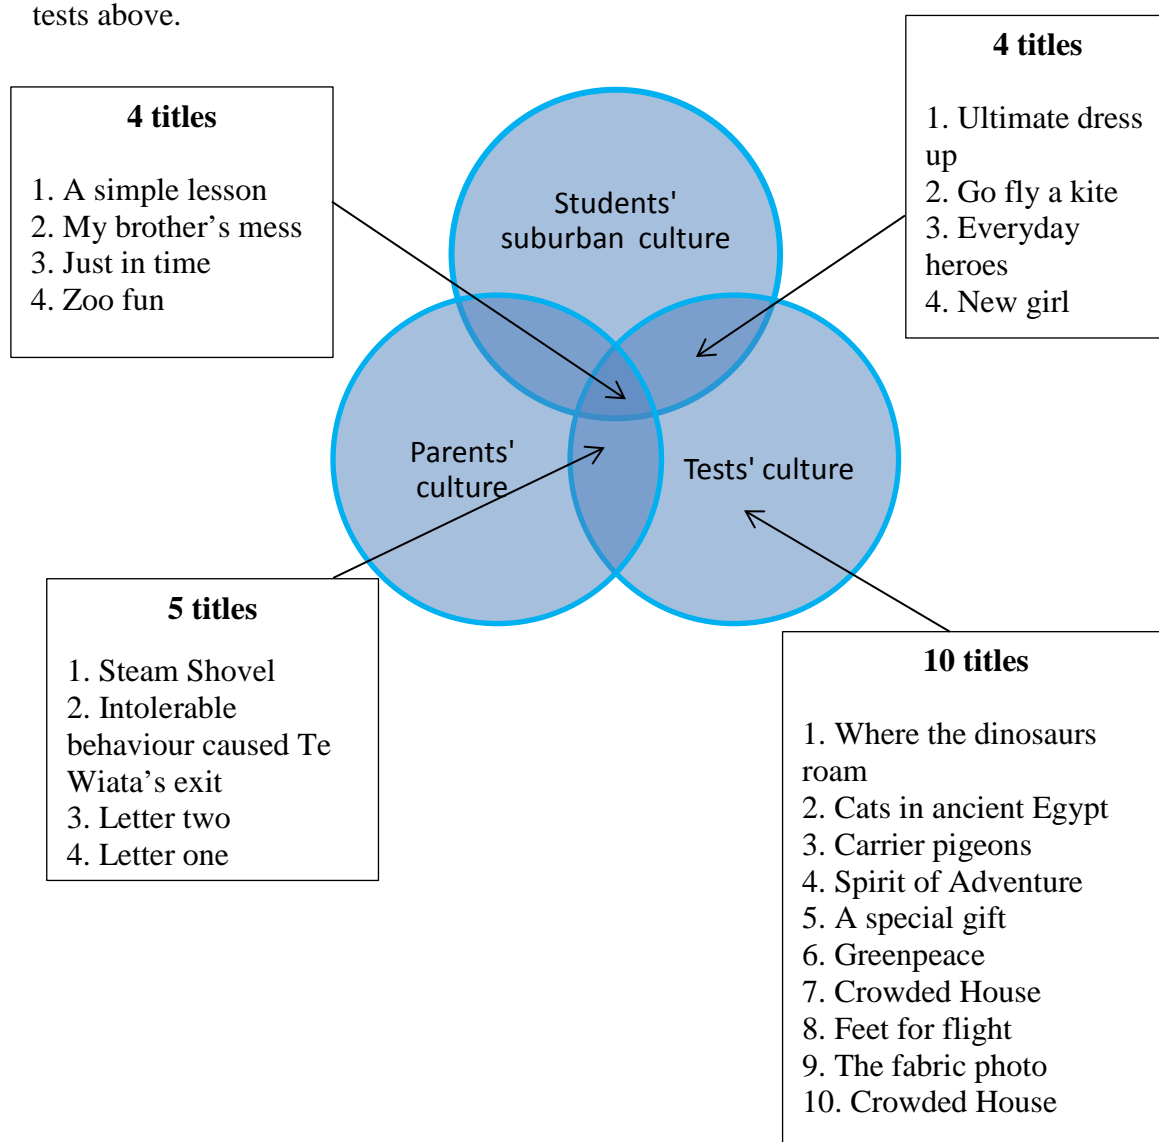 tests above.
4 titles
1. A simple lesson
2. My brother's mess
3. Just in time
4. Zoo fun
4 titles
1. Ultimate dress
up
2. Go fly a kite
3. Everyday
heroes
4. New girl
Students'
suburban culture
Parents'
culture
Tests' culture
5 titles
1. Steam Shovel
2. Intolerable
behaviour caused Te
Wiata's exit
3. Letter two
4. Letter one
10 titles
1. Where the dinosaurs
roam
2. Cats in ancient Egypt
3. Carrier pigeons
4. Spirit of Adventure
5. A special gift
6. Greenpeace
7. Crowded House
8. Feet for flight
9. The fabric photo
10. Crowded House